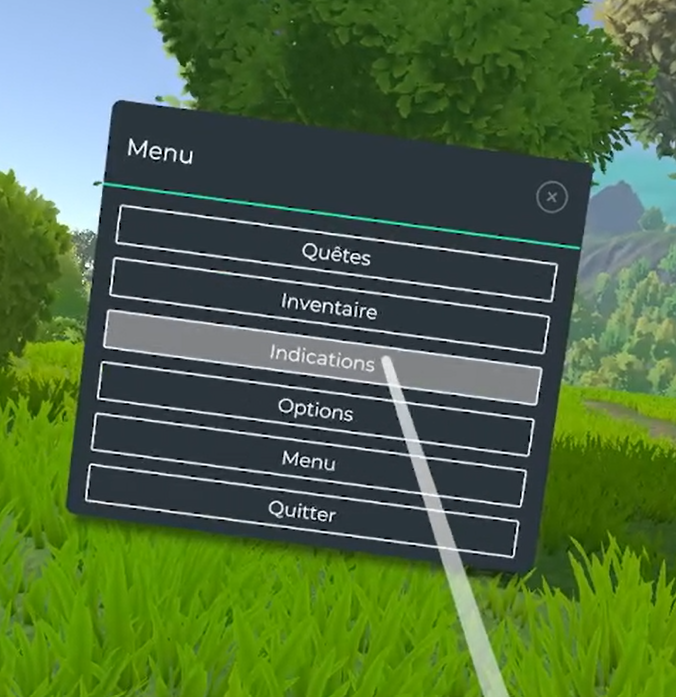 Menu
Quêtes
Inventaire
Indications
Options
Menu
Quitter